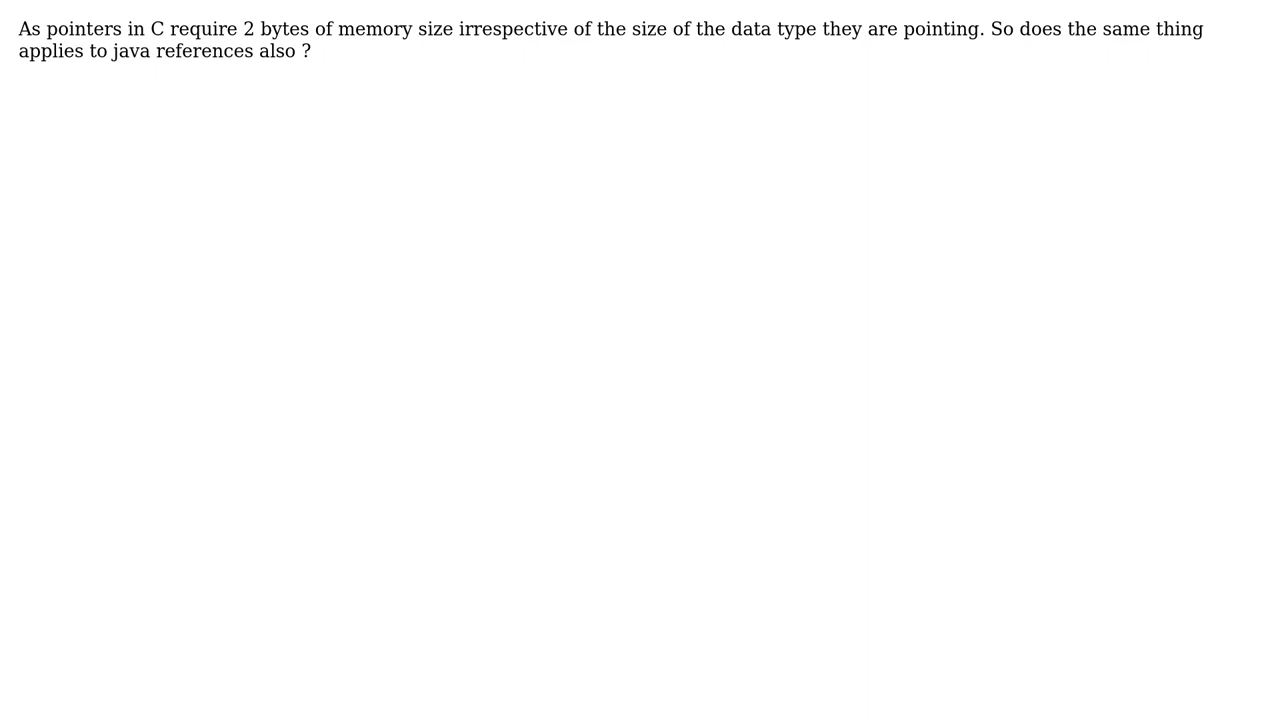 As pointers in C require 2 bytes of memory size irrespective of the size of the data type they are pointing. So does the same thing
applies to java references also ?